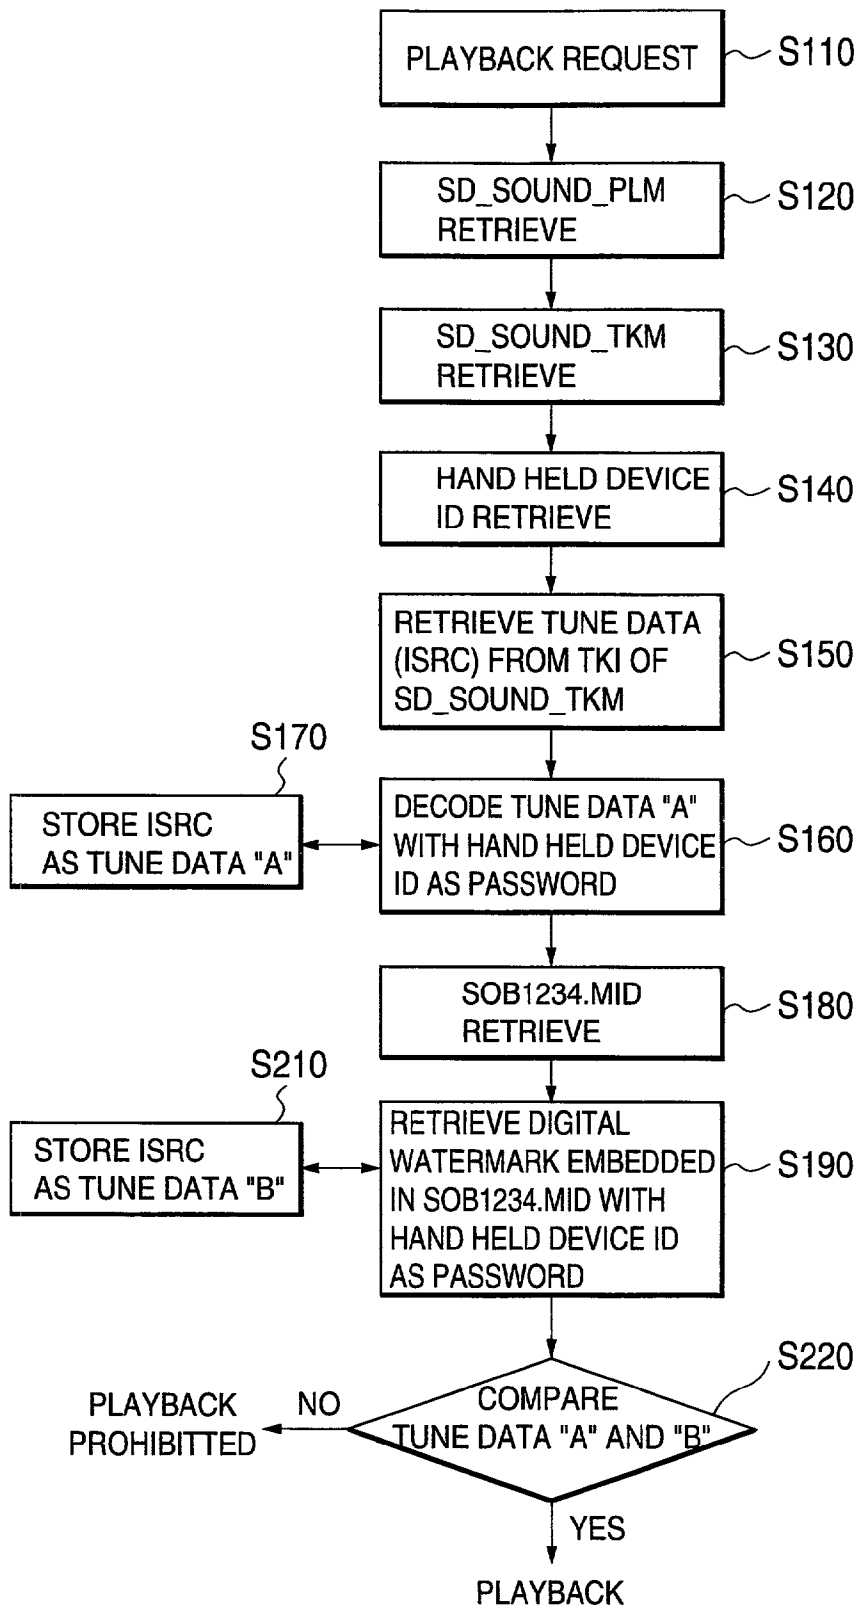 PLAYBACK REQUEST
S110
SD_SOUND_PLM
RETRIEVE
S120
SD_SOUND_TKM
RETRIEVE
S130
HAND HELD DEVICE
ID RETRIEVE
S140
RETRIEVE TUNE DATA
(ISRC) FROM TKI OF
SD_SOUND_TKM
S150
S170
STORE ISRC
AS TUNE DATA "A"
DECODE TUNE DATA "A"
WITH HAND HELD DEVICE
ID AS PASSWORD
S160
SOB1234.MID
RETRIEVE
S180
S210
STORE ISRC
AS TUNE DATA "B"
RETRIEVE DIGITAL
WATERMARK EMBEDDED
IN SOB1234.MID WITH
HAND HELD DEVICE ID
AS PASSWORD
S190
S220
COMPARE
TUNE DATA "A" AND "B"
NO
PLAYBACK
PROHIBITTED
YES
PLAYBACK